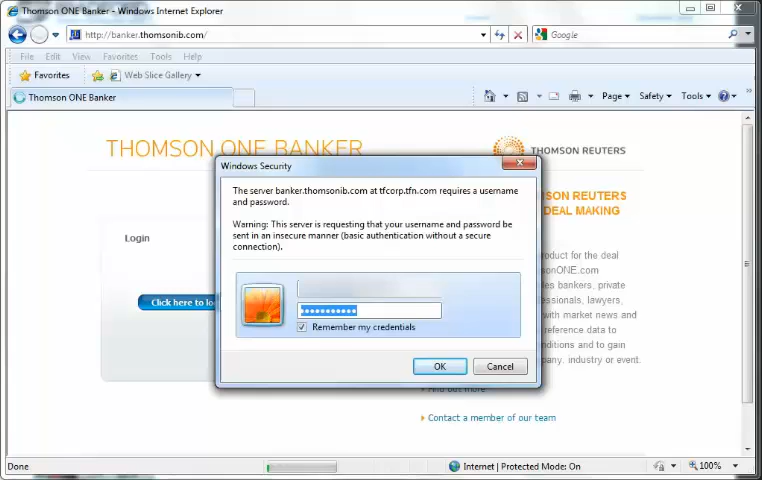 Thomson ONE Banker - Windows Internet Explorer
http://banker.thomsonib.com/
Google
File Edit View Favorites Tools Help
Favorites Web Slice Gallery
Thomson ONE Banker
Page Safety Tools
THOMSON ONE BANKER
THOMSON REUTERS
Windows Security
The server banker.thomsonib.com at tfcorp.tfn.com requires a username
and password.
Warning: This server is requesting that your username and password be
sent in an insecure manner (basic authentication without a secure
connection).
Remember my credentials
OK Cancel
Login
Click here to lo
SON REUTERS
DEAL MAKING
product for the deal
sonONE.com
sales bankers, private
lawyers,
with market news and
reference data to
nditions and to gain
pany, industry or event.
Find out more
Contact a member of our team
Done
Internet | Protected Mode: On
100%